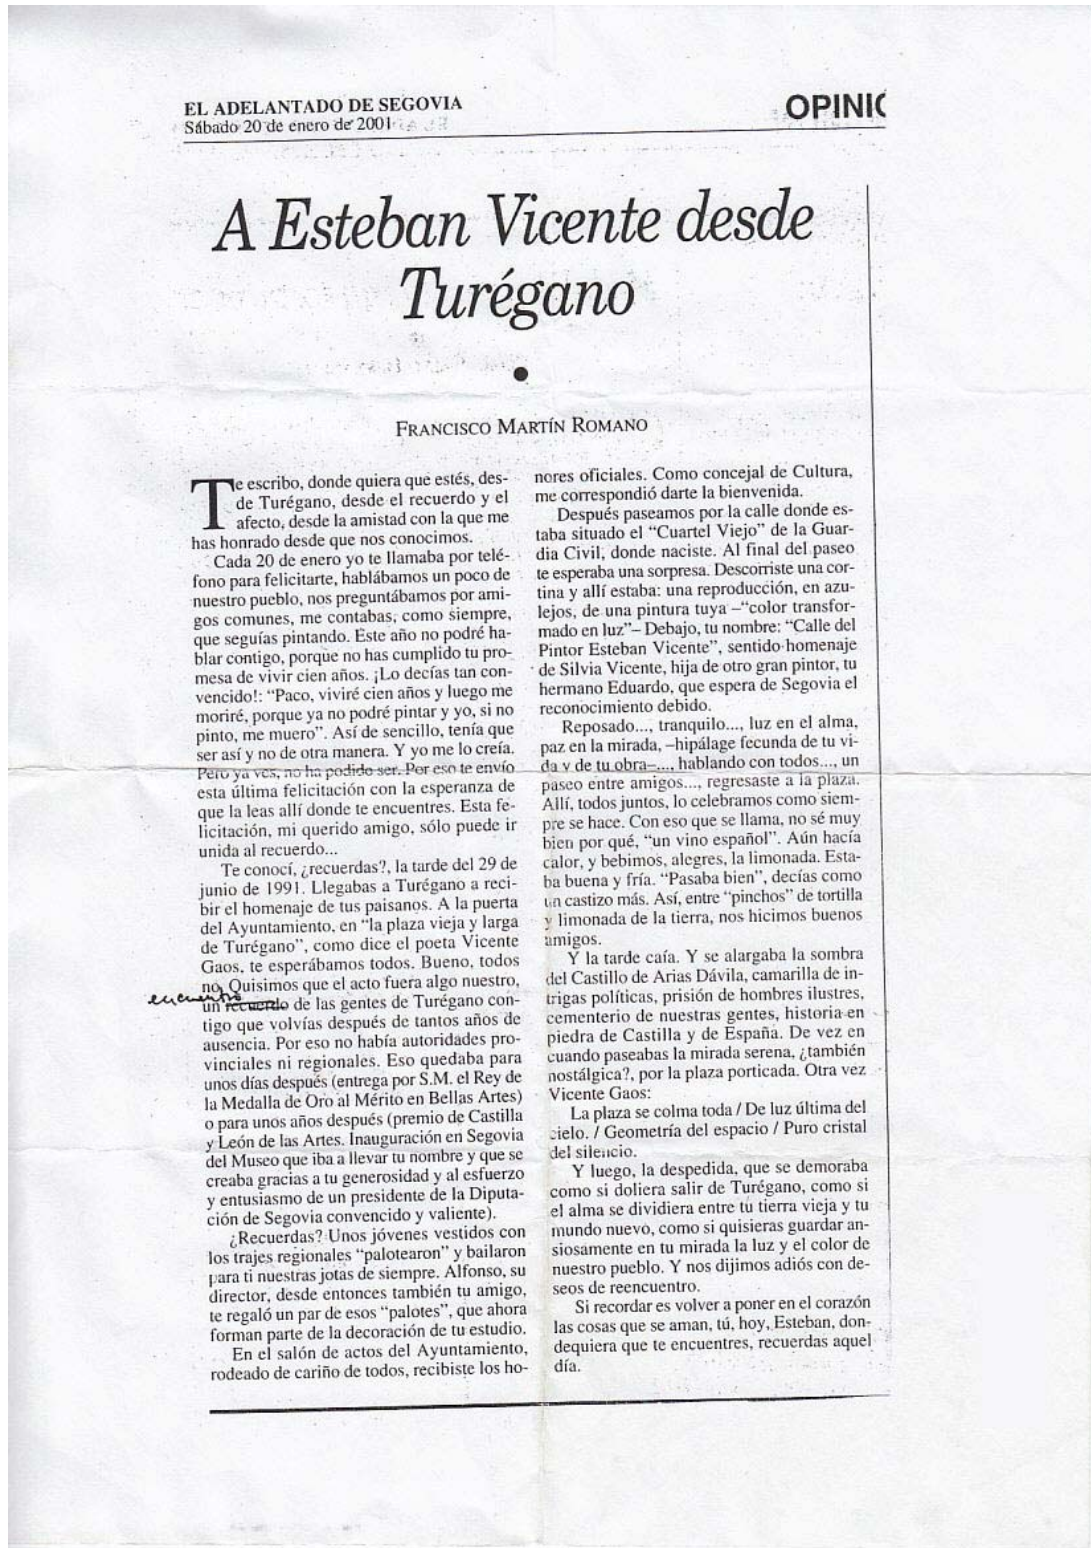 EL ADELANTADO DE SEGOVIA
Sábado 20 de enero de 2001
OPINIC
A Esteban Vicente desde
Turégano
●
FRANCISCO MARTÍN ROMANO
Te escribo, donde quiera que estés, des-
de Turégano, desde el recuerdo y el
afecto, desde la amistad con la que me
has honrado desde que nos conocimos.
Cada 20 de enero yo te llamaba por telé-
fono para felicitarte, hablábamos un poco de
nuestro pueblo, nos preguntábamos por ami-
gos comunes, me contabas, como siempre,
que seguías pintando. Este año no podré ha-
blar contigo, porque no has cumplido tu pro-
mesa de vivir cien años. ¡Lo decías tan con-
vencido!: “Paco, viviré cien años y luego me
moriré, porque ya no podré pintar y yo, si no
pinto, me muero”. Así de sencillo, tenía que
ser así y no de otra manera. Y yo me lo creía.
Pero ya ves, no ha podido ser. Por eso te envío
esta última felicitación con la esperanza de
que la leas allí donde te encuentres. Esta fe-
licitación, mi querido amigo, sólo puede ir
unida al recuerdo...
Te conocí, ¿recuerdas?, la tarde del 29 de
junio de 1991. Llegabas a Turégano a reci-
bir el homenaje de tus paisanos. A la puerta
del Ayuntamiento, en “la plaza vieja y larga
de Turégano”, como dice el poeta Vicente
Gaos, te esperábamos todos. Bueno, todos
no. Quisimos que el acto fuera algo nuestro,
encuentro
un recuerdo de las gentes de Turégano con-
tigo que volvías después de tantos años de
ausencia. Por eso no había autoridades pro-
vinciales ni regionales. Eso quedaba para
unos días después (entrega por S.M. el Rey de
la Medalla de Oro al Mérito en Bellas Artes)
o para unos años después (premio de Castilla
y León de las Artes. Inauguración en Segovia
del Museo que iba a llevar tu nombre y que se
creaba gracias a tu generosidad y al esfuerzo
y entusiasmo de un presidente de la Diputa-
ción de Segovia convencido y valiente).
¿Recuerdas? Unos jóvenes vestidos con
los trajes regionales “palotearon” y bailaron
para ti nuestras jotas de siempre. Alfonso, su
director, desde entonces también tu amigo,
te regaló un par de esos “palotes”, que ahora
forman parte de la decoración de tu estudio.
En el salón de actos del Ayuntamiento,
rodeado de cariño de todos, recibiste los ho-
nores oficiales. Como concejal de Cultura,
me correspondió darte la bienvenida.
Después paseamos por la calle donde es-
taba situado el “Cuartel Viejo” de la Guar-
dia Civil, donde naciste. Al final del paseo
te esperaba una sorpresa. Descorriste una cor-
tina y allí estaba: una reproducción, en azu-
lejos, de una pintura tuya –“color transfor-
mado en luz”– Debajo, tu nombre: “Calle del
Pintor Esteban Vicente”, sentido homenaje
de Silvia Vicente, hija de otro gran pintor, tu
hermano Eduardo, que espera de Segovia el
reconocimiento debido.
Reposado..., tranquilo..., luz en el alma,
paz en la mirada, –hipálage fecunda de tu vi-
da y de tu obra–..., hablando con todos..., un
paseo entre amigos..., regresaste a la plaza.
Allí, todos juntos, lo celebramos como siem-
pre se hace. Con eso que se llama, no sé muy
bien por qué, “un vino español”. Aún hacía
calor, y bebimos, alegres, la limonada. Esta-
ba buena y fría. “Pasaba bien”, decías como
un castizo más. Así, entre “pinchos” de tortilla
y limonada de la tierra, nos hicimos buenos
amigos.
Y la tarde caía. Y se alargaba la sombra
del Castillo de Arias Dávila, camarilla de in-
trigas políticas, prisión de hombres ilustres,
cementerio de nuestras gentes, historia en
piedra de Castilla y de España. De vez en
cuando paseabas la mirada serena, ¿también
nostálgica?, por la plaza porticada. Otra vez
Vicente Gaos:
La plaza se colma toda / De luz última del
cielo. / Geometría del espacio / Puro cristal
del silencio.
Y luego, la despedida, que se demoraba
como si doliera salir de Turégano, como si
el alma se dividiera entre tu tierra vieja y tu
mundo nuevo, como si quisieras guardar an-
siosamente en tu mirada la luz y el color de
nuestro pueblo. Y nos dijimos adiós con de-
seos de reencuentro.
Si recordar es volver a poner en el corazón
las cosas que se aman, tú, hoy, Esteban, don-
dequiera que te encuentres, recuerdas aquel
día.